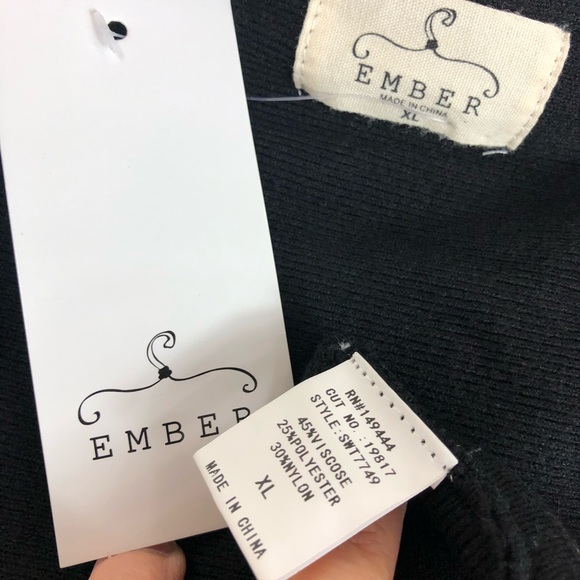 EMBER
MADE IN CHINA
XL
EMBER
RN#149444
CUT NO. :19817
STYLE:SWT7749
45%VISCOSE
25%POLYESTER
30%NYLON
XL
MADE IN CHINA